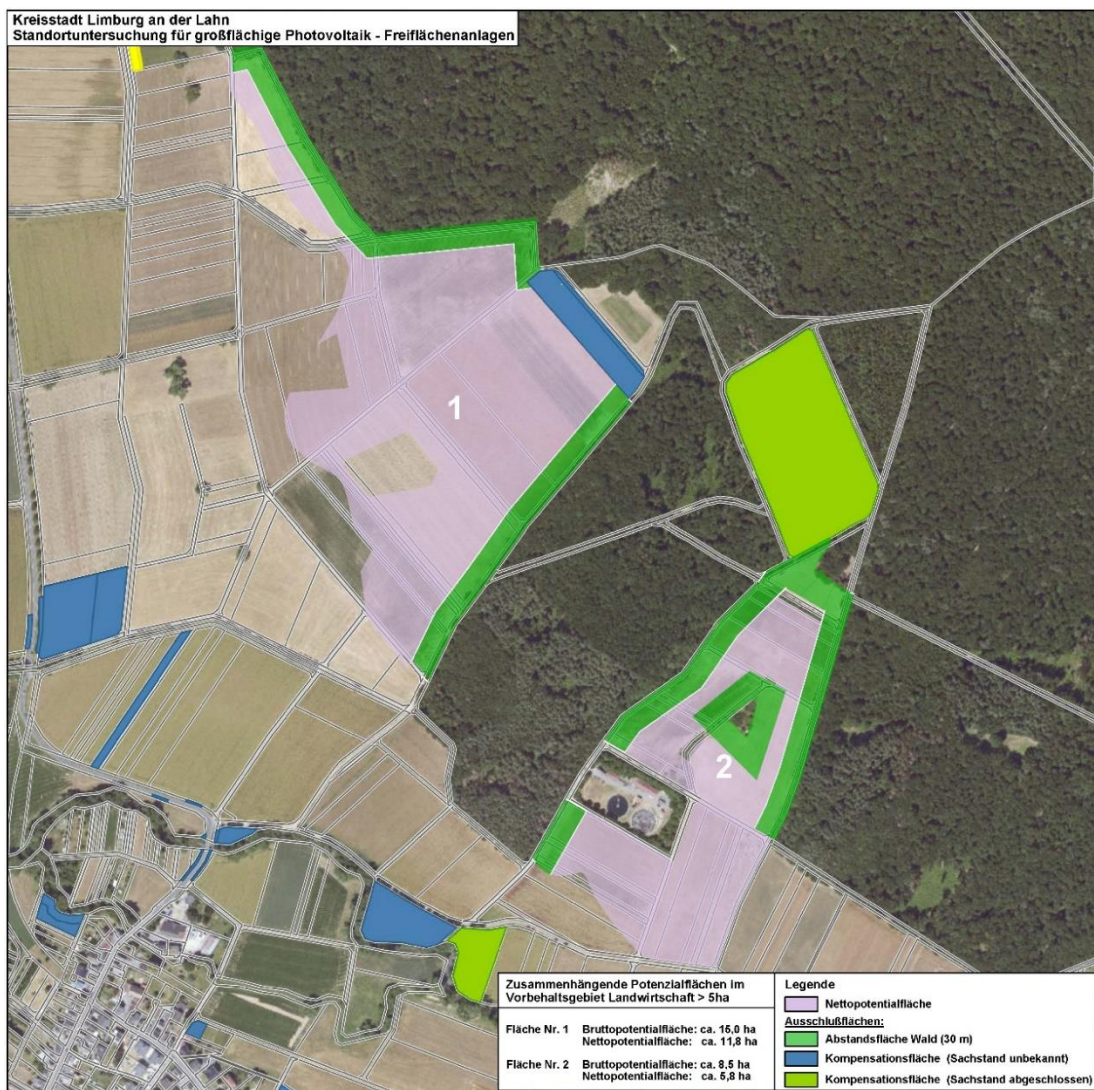 Kreisstadt Limburg an der Lahn
Standortuntersuchung für großflächige Photovoltaik - Freiflächenanlagen
1
2
Zusammenhängende Potenzialflächen im
Vorbehaltsgebiet Landwirtschaft > 5ha
Fläche Nr. 1 Bruttopotentialfläche: ca. 15,0 ha
Nettopotentialfläche: ca. 11,8 ha
Fläche Nr. 2 Bruttopotentialfläche: ca. 8,5 ha
Nettopotentialfläche: ca. 5,8 ha
Legende
Nettopotentialfläche
Ausschlußflächen:
Abstandsfläche Wald (30 m)
Kompensationsfläche (Sachstand unbekannt)
Kompensationsfläche (Sachstand abgeschlossen)